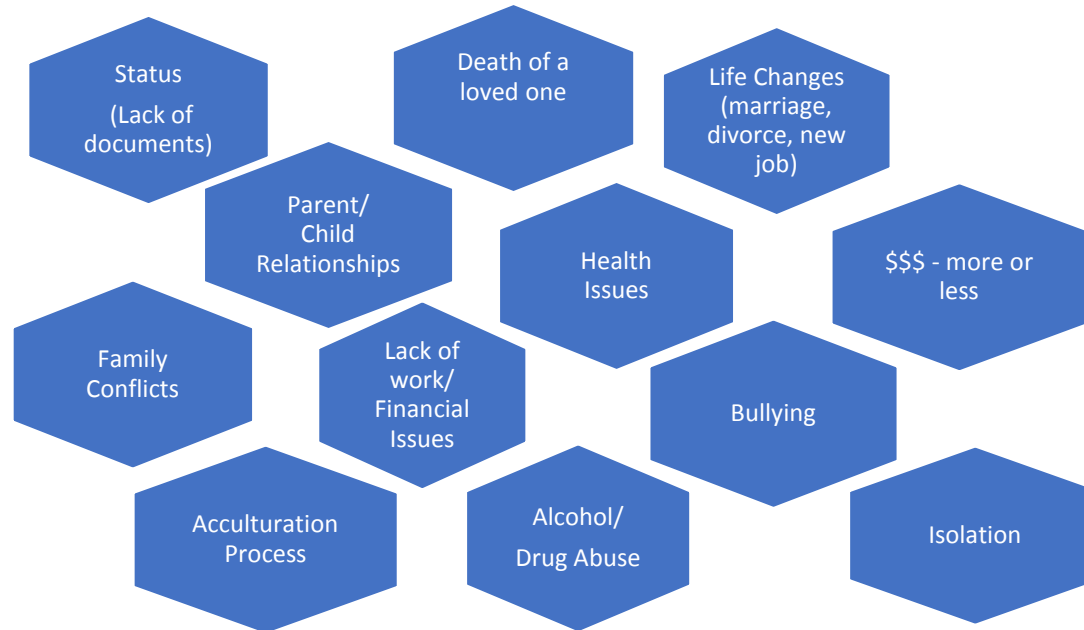 Status
(Lack of
documents)
Death of a
loved one
Life Changes
(marriage,
divorce, new
job)
Parent/
Child
Relationships
Health
Issues
$$$ - more or
less
Family
Conflicts
Lack of
work/
Financial
Issues
Bullying
Acculturation
Process
Alcohol/
Drug Abuse
Isolation